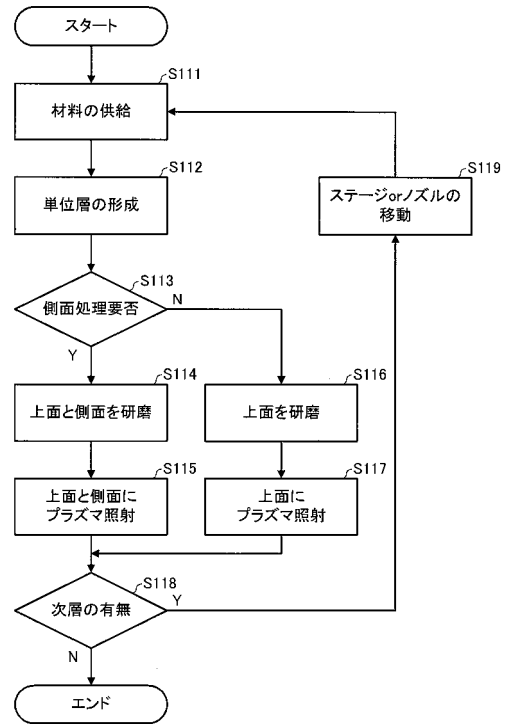 スタート
S111
材料の供給
S112
単位層の形成
S119
ステージorノズルの
移動
S113
側面処理要否
N
Y
S114
上面と側面を研磨
S116
上面を研磨
S115
上面と側面に
プラズマ照射
S117
上面に
プラズマ照射
S118
次層の有無
Y
N
エンド